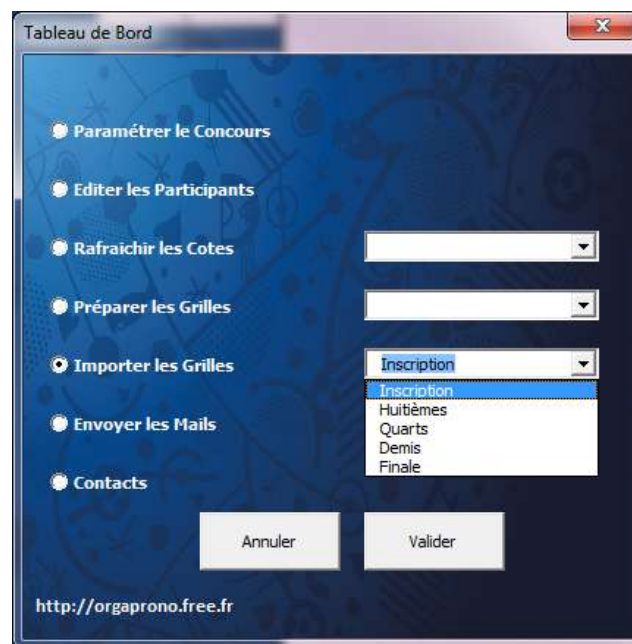 Tableau de Bord
Paramétrer le Concours
Editer les Participants
Rafraichir les Cotes
Préparer les Grilles
Importer les Grilles
Inscription
Inscription
Huitièmes
Quarts
Demis
Finale
Envoyer les Mails
Contacts
Annuler
Valider
http://orgaprono.free.fr